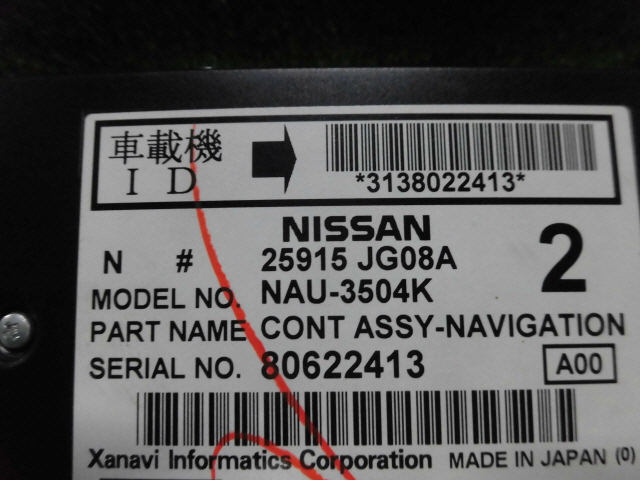 車載機
I D
*3138022413*
NISSAN
N # 25915 JG08A
2
MODEL NO. NAU-3504K
PART NAME CONT ASSY-NAVIGATION
SERIAL NO. 80622413 A00
Xanavi Informatics Corporation MADE IN JAPAN (0)